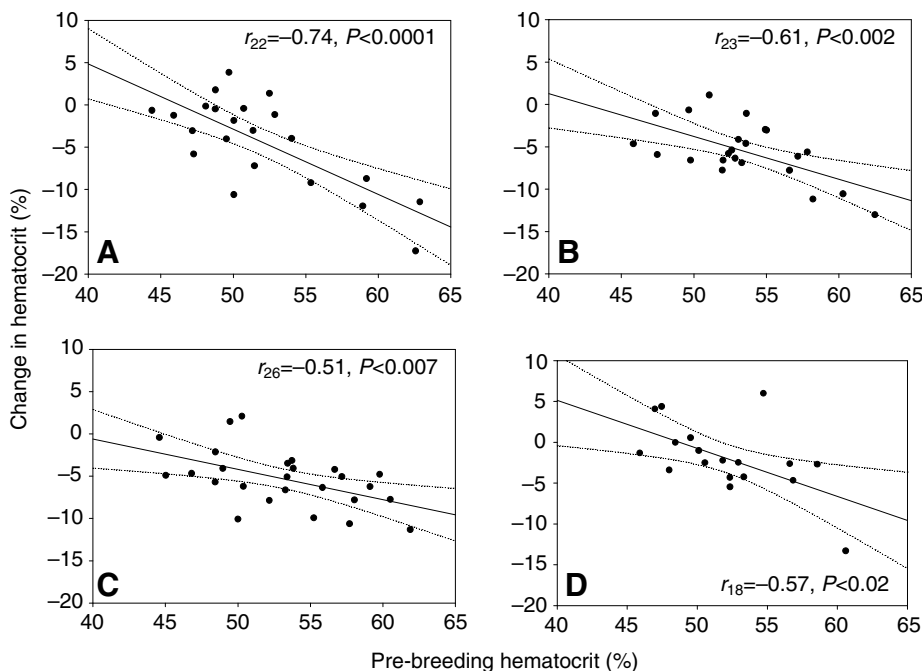 10
5
0
−5
−10
−15
−20
40 45 50 55 60 65
r22=−0.74, P<0.0001
A
10
5
0
−5
−10
−15
−20
40 45 50 55 60 65
r23=−0.61, P<0.002
B
Change in hematocrit (%)
10
5
0
−5
−10
−15
−20
40 45 50 55 60 65
r26=−0.51, P<0.007
C
10
5
0
−5
−10
−15
−20
40 45 50 55 60 65
D
r18=−0.57, P<0.02
Pre-breeding hematocrit (%)